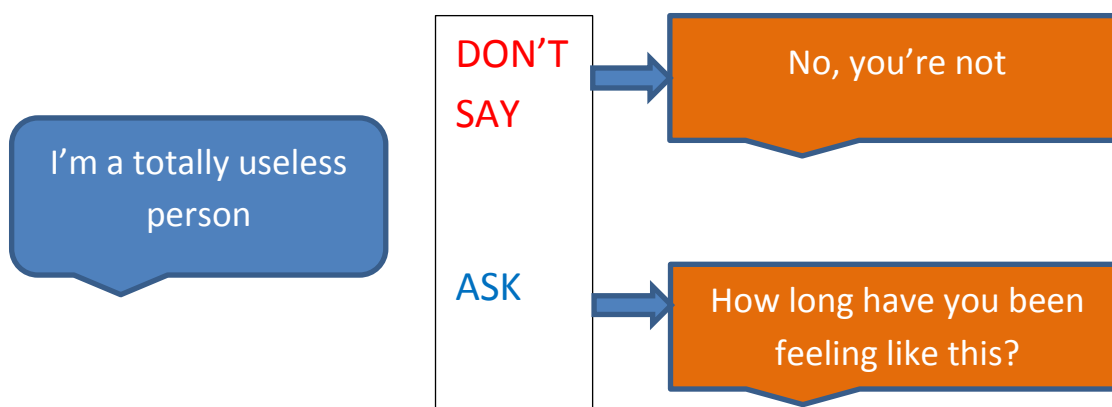 I’m a totally useless
person
DON’T
SAY
No, you’re not
ASK
How long have you been
feeling like this?